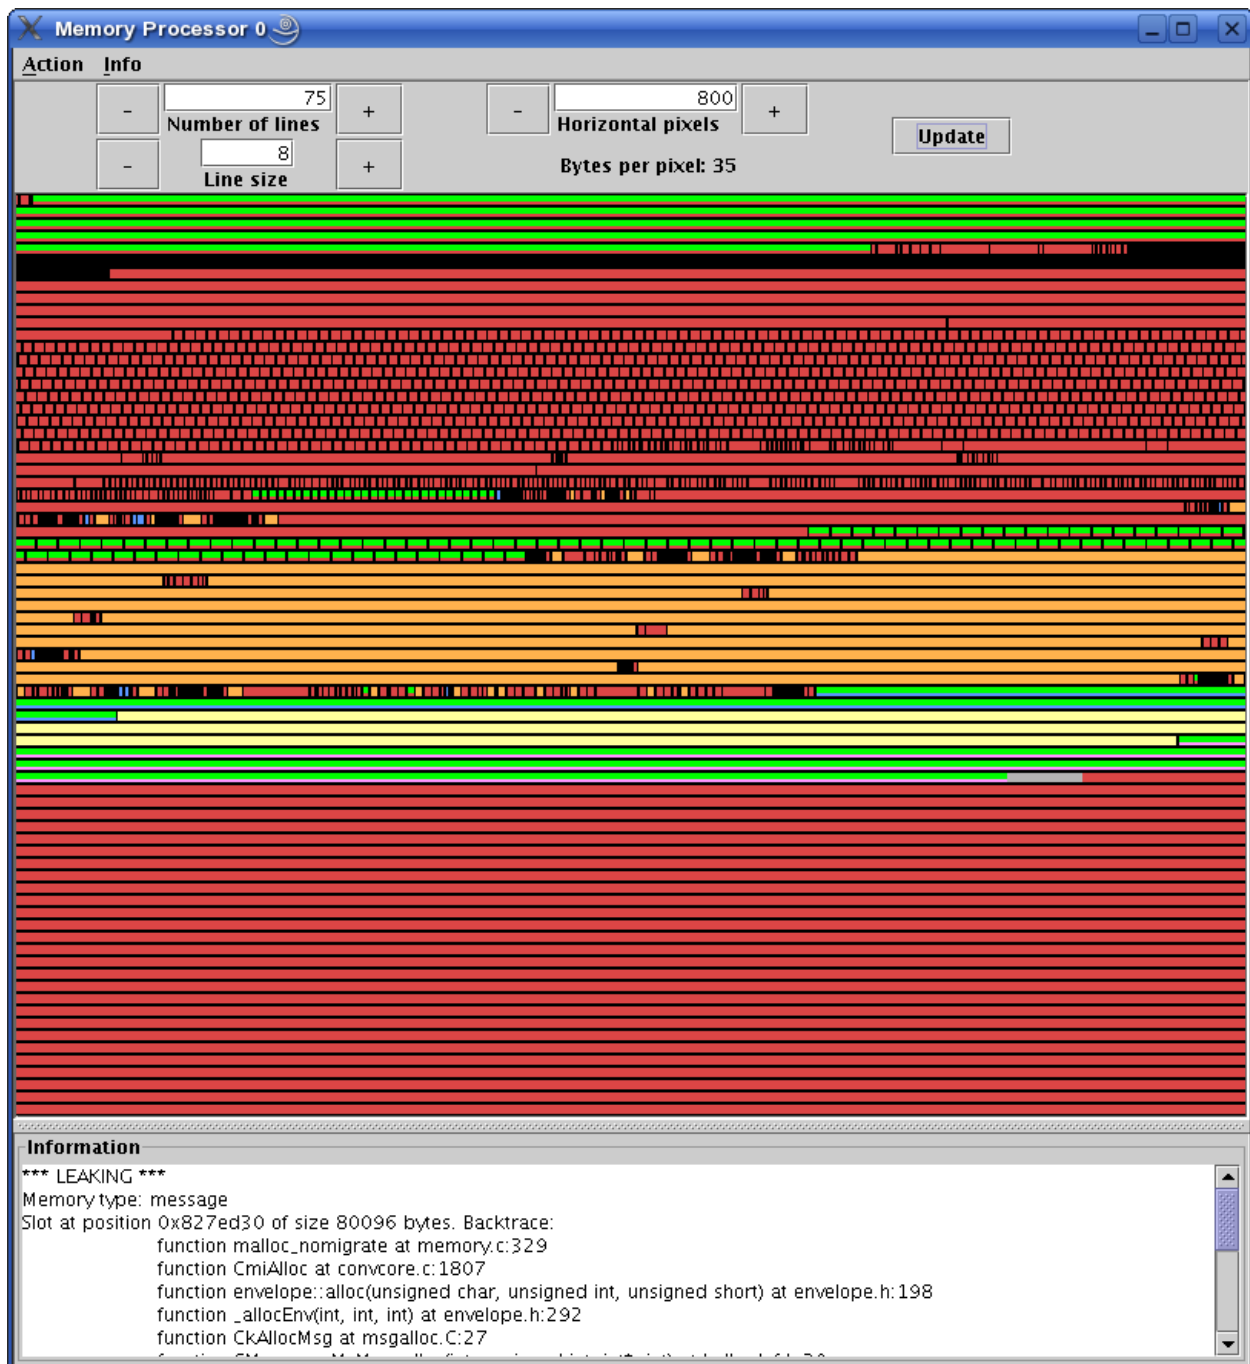 Memory Processor 0
Action Info
- 75 + - 800 +
Number of lines Horizontal pixels
Update
- 8 + Bytes per pixel: 35
Line size
Information
*** LEAKING ***
Memory type: message
Slot at position 0x827ed30 of size 80096 bytes. Backtrace:
function malloc_nomigrate at memory.c:329
function CmiAlloc at convcore.c:1807
function envelope::alloc(unsigned char, unsigned int, unsigned short) at envelope.h:198
function _allocEnv(int, int, int) at envelope.h:292
function CkAllocMsg at msgalloc.C:27